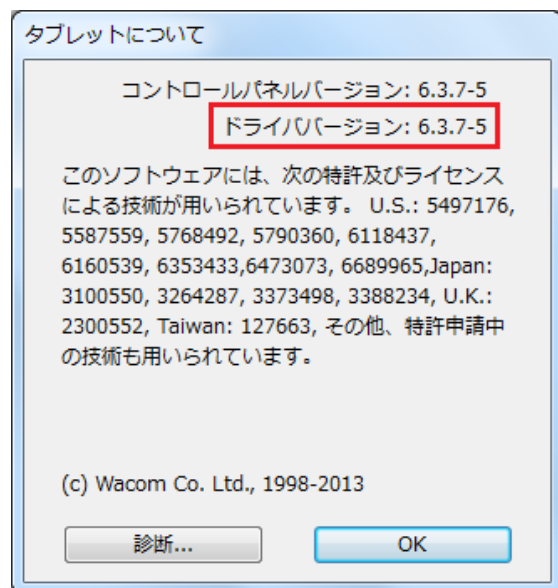 タブレットについて
コントロールパネルバージョン: 6.3.7-5
ドライババージョン: 6.3.7-5
このソフトウェアには、次の特許及びライセンス
による技術が用いられています。 U.S.: 5497176,
5587559, 5768492, 5790360, 6118437,
6160539, 6353433,6473073, 6689965,Japan:
3100550, 3264287, 3373498, 3388234, U.K.:
2300552, Taiwan: 127663, その他、特許申請中
の技術も用いられています。
(c) Wacom Co. Ltd., 1998-2013
診断... OK